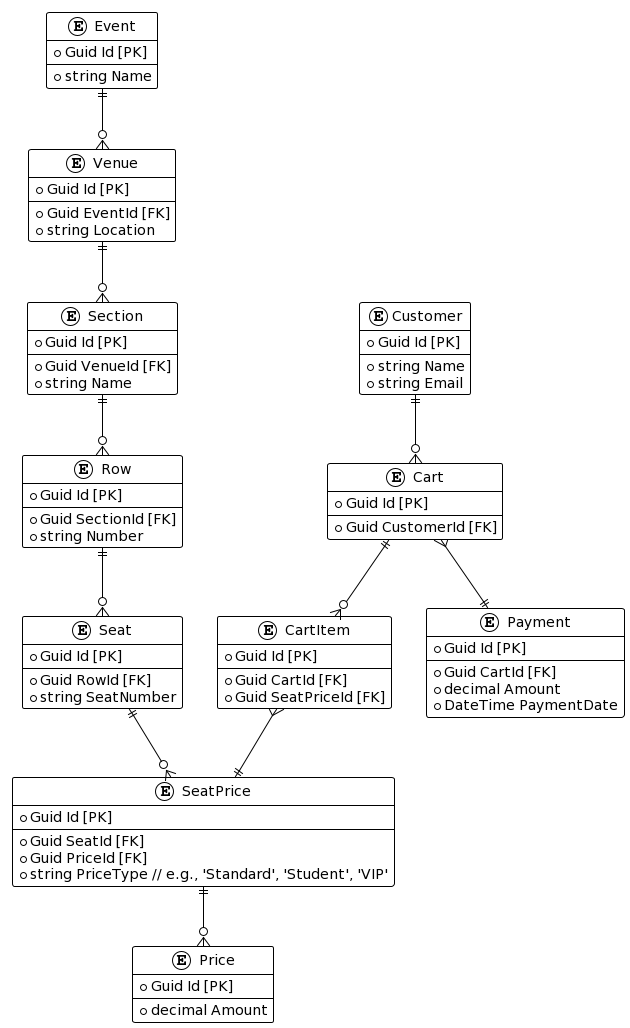 E Event
Guid Id [PK]
string Name
E Venue
Guid Id [PK]
Guid EventId [FK]
string Location
E Section
Guid Id [PK]
Guid VenueId [FK]
string Name
E Customer
Guid Id [PK]
string Name
string Email
E Row
Guid Id [PK]
Guid SectionId [FK]
string Number
E Cart
Guid Id [PK]
Guid CustomerId [FK]
E Seat
Guid Id [PK]
Guid RowId [FK]
string SeatNumber
E CartItem
Guid Id [PK]
Guid CartId [FK]
Guid SeatPriceId [FK]
E Payment
Guid Id [PK]
Guid CartId [FK]
decimal Amount
DateTime PaymentDate
E SeatPrice
Guid Id [PK]
Guid SeatId [FK]
Guid PriceId [FK]
string PriceType // e.g., 'Standard', 'Student', 'VIP'
E Price
Guid Id [PK]
decimal Amount